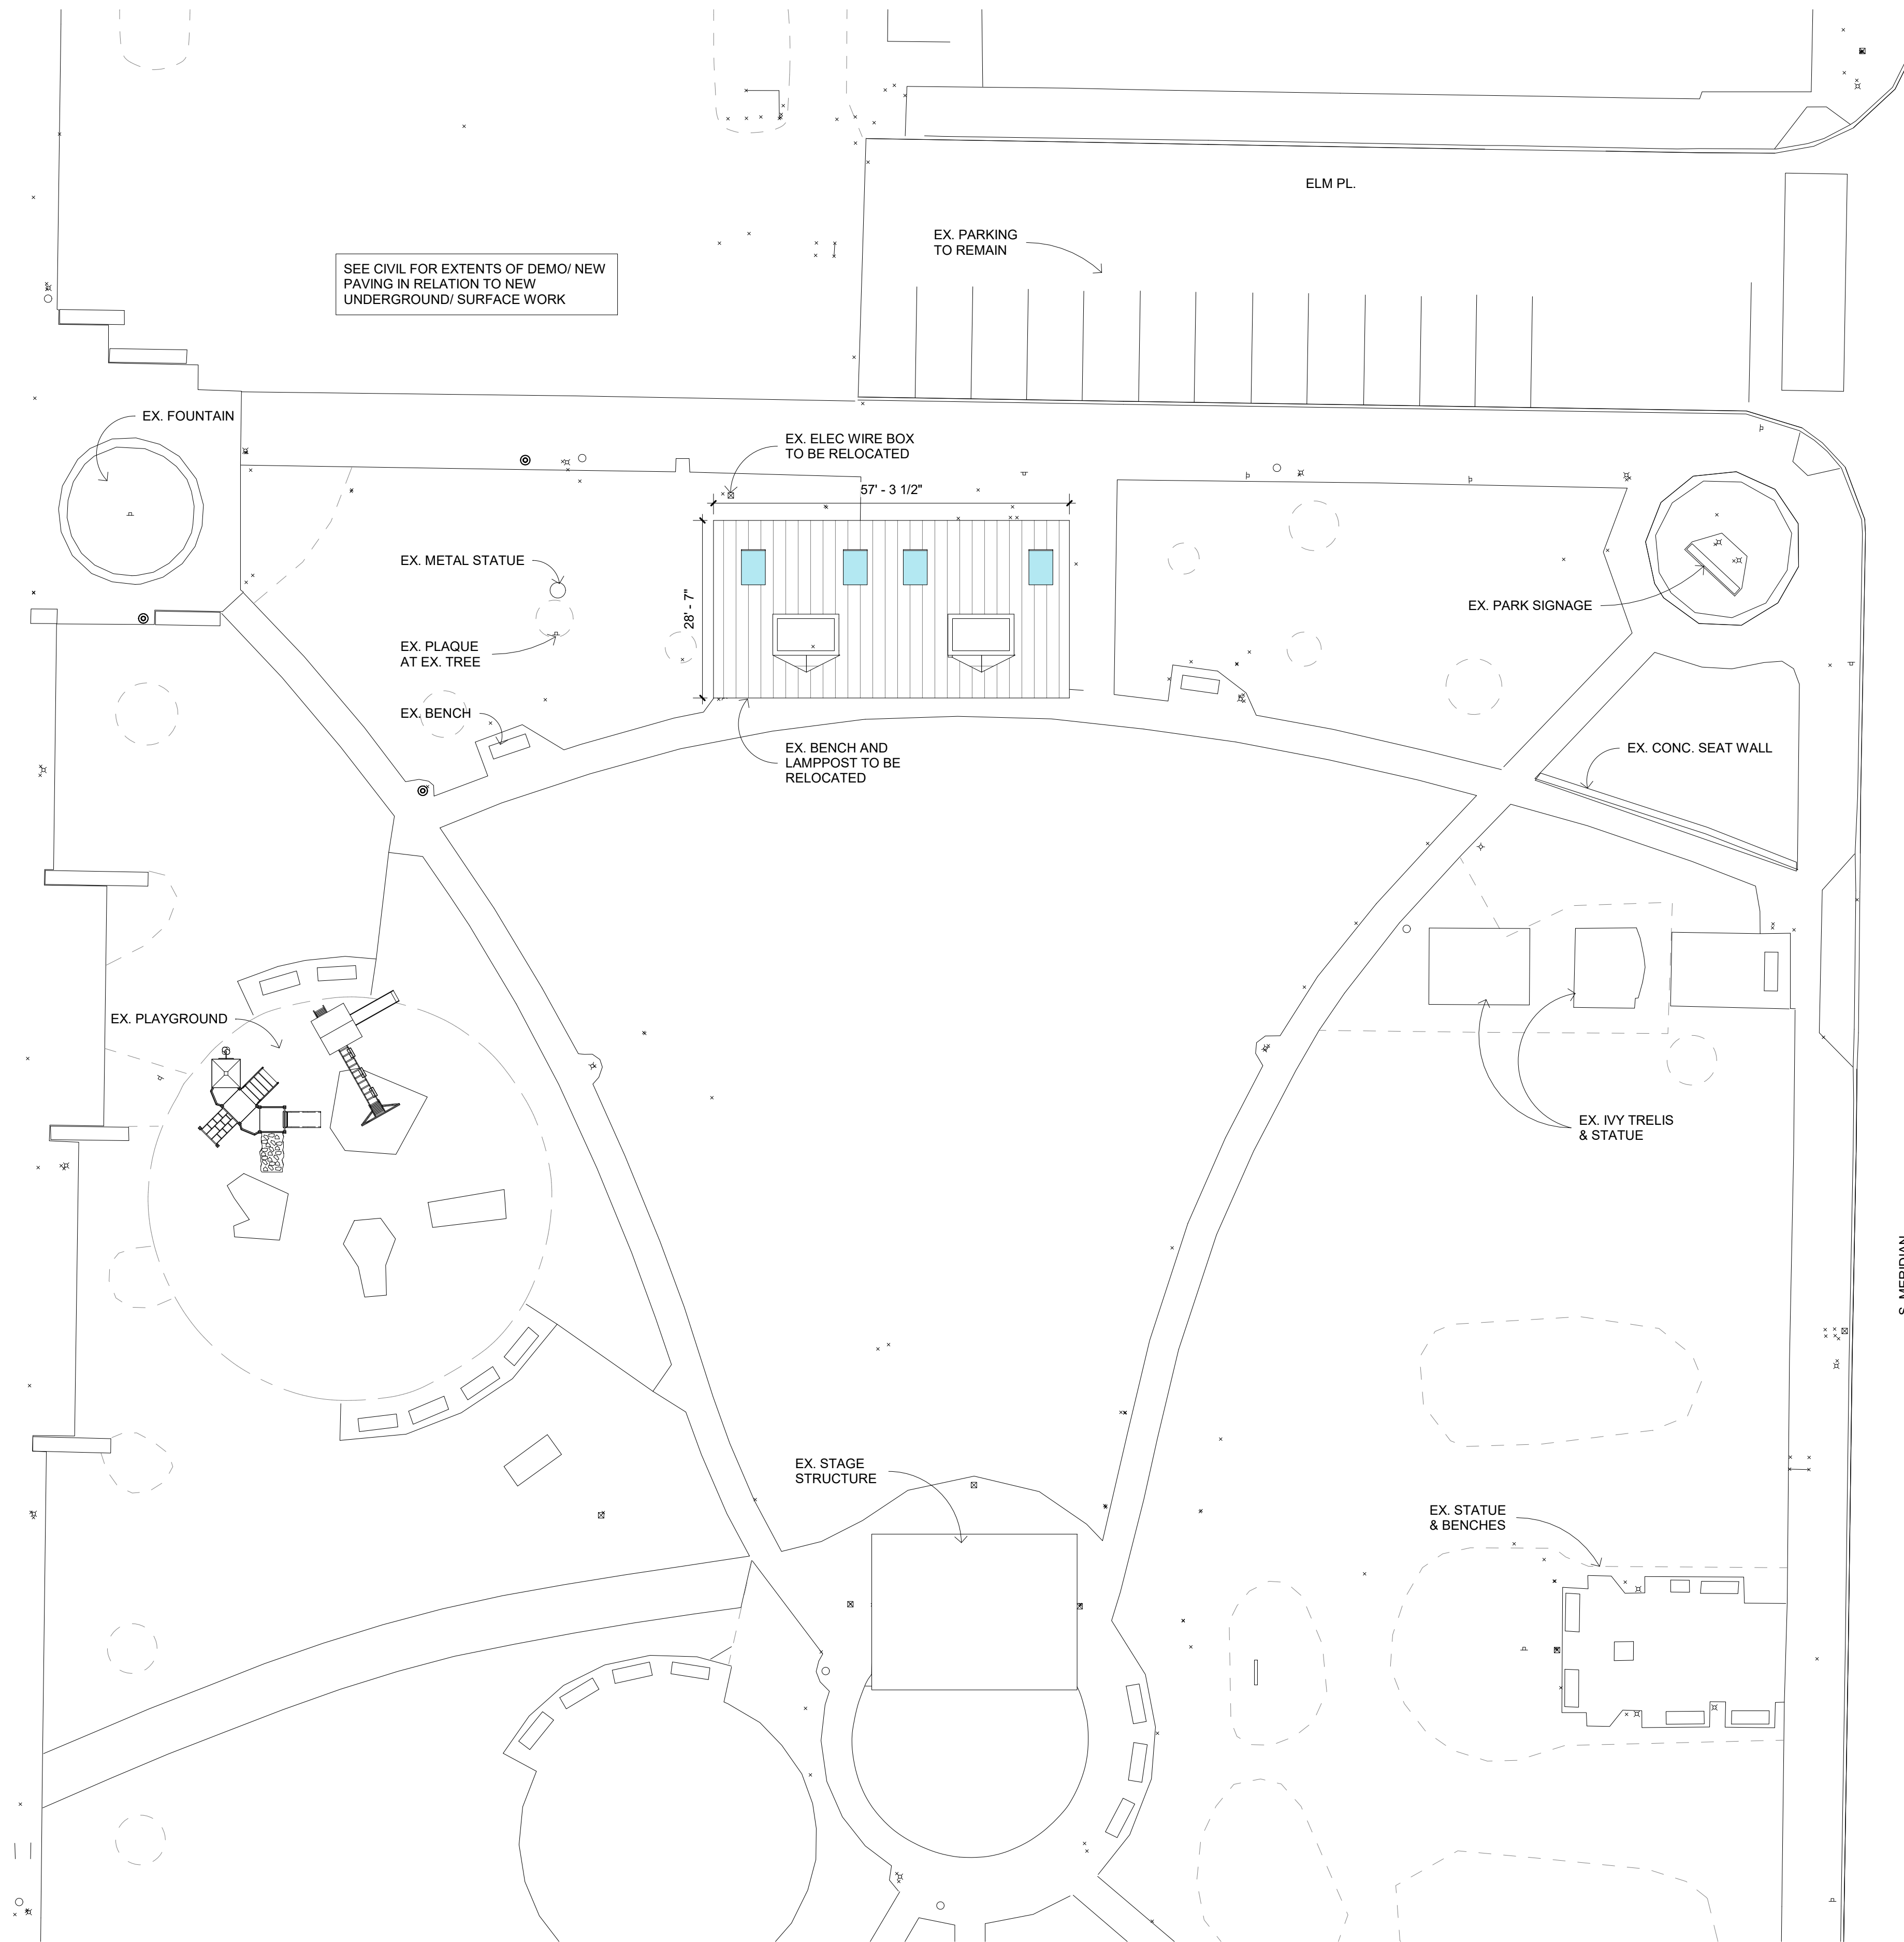 ELM PL.
EX. PARKING
TO REMAIN
SEE CIVIL FOR EXTENTS OF DEMO/ NEW
PAVING IN RELATION TO NEW
UNDERGROUND/ SURFACE WORK
EX. FOUNTAIN
EX. ELEC WIRE BOX
TO BE RELOCATED
57' - 3 1/2"
EX. METAL STATUE
28' - 7"
EX. PARK SIGNAGE
EX. PLAQUE
AT EX. TREE
EX. BENCH
EX. BENCH AND
LAMPPOST TO BE
RELOCATED
EX. CONC. SEAT WALL
EX. PLAYGROUND
EX. IVY TRELIS
& STATUE
S. MERIDIAN
EX. STAGE
STRUCTURE
EX. STATUE
& BENCHES